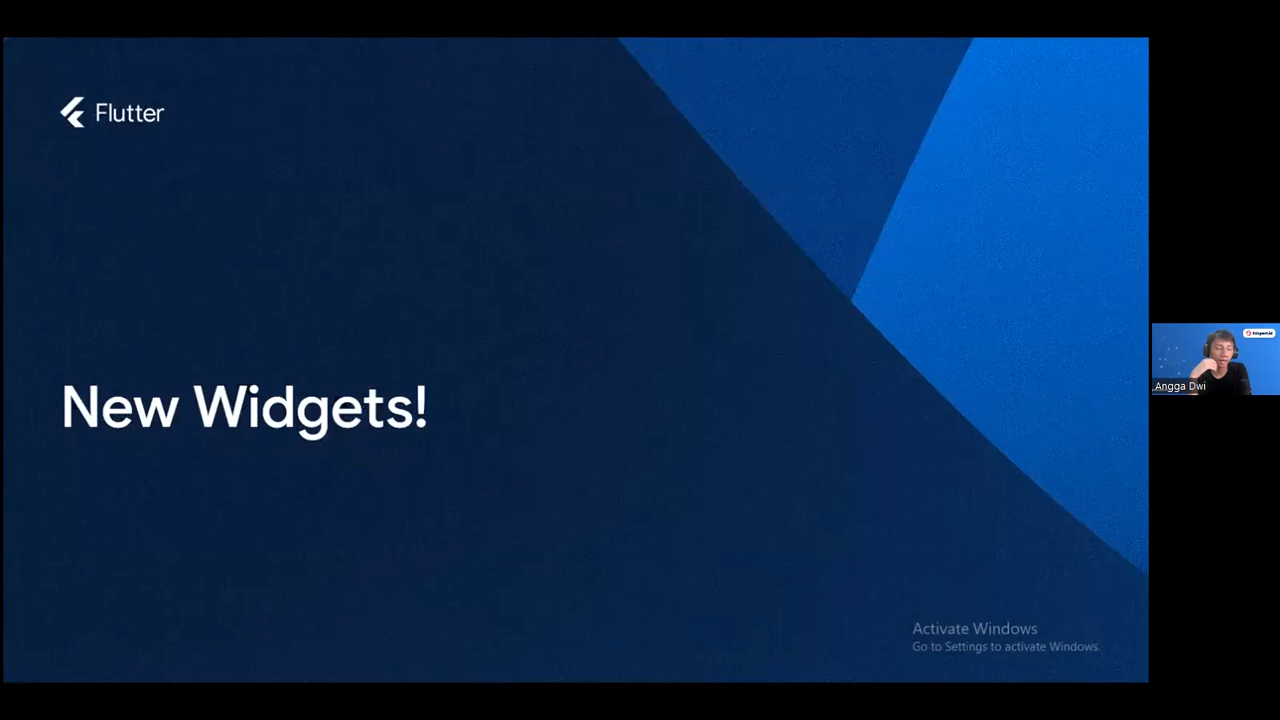 Flutter
New Widgets!
Activate Windows
Go to Settings to activate Windows.
Angga Dwi